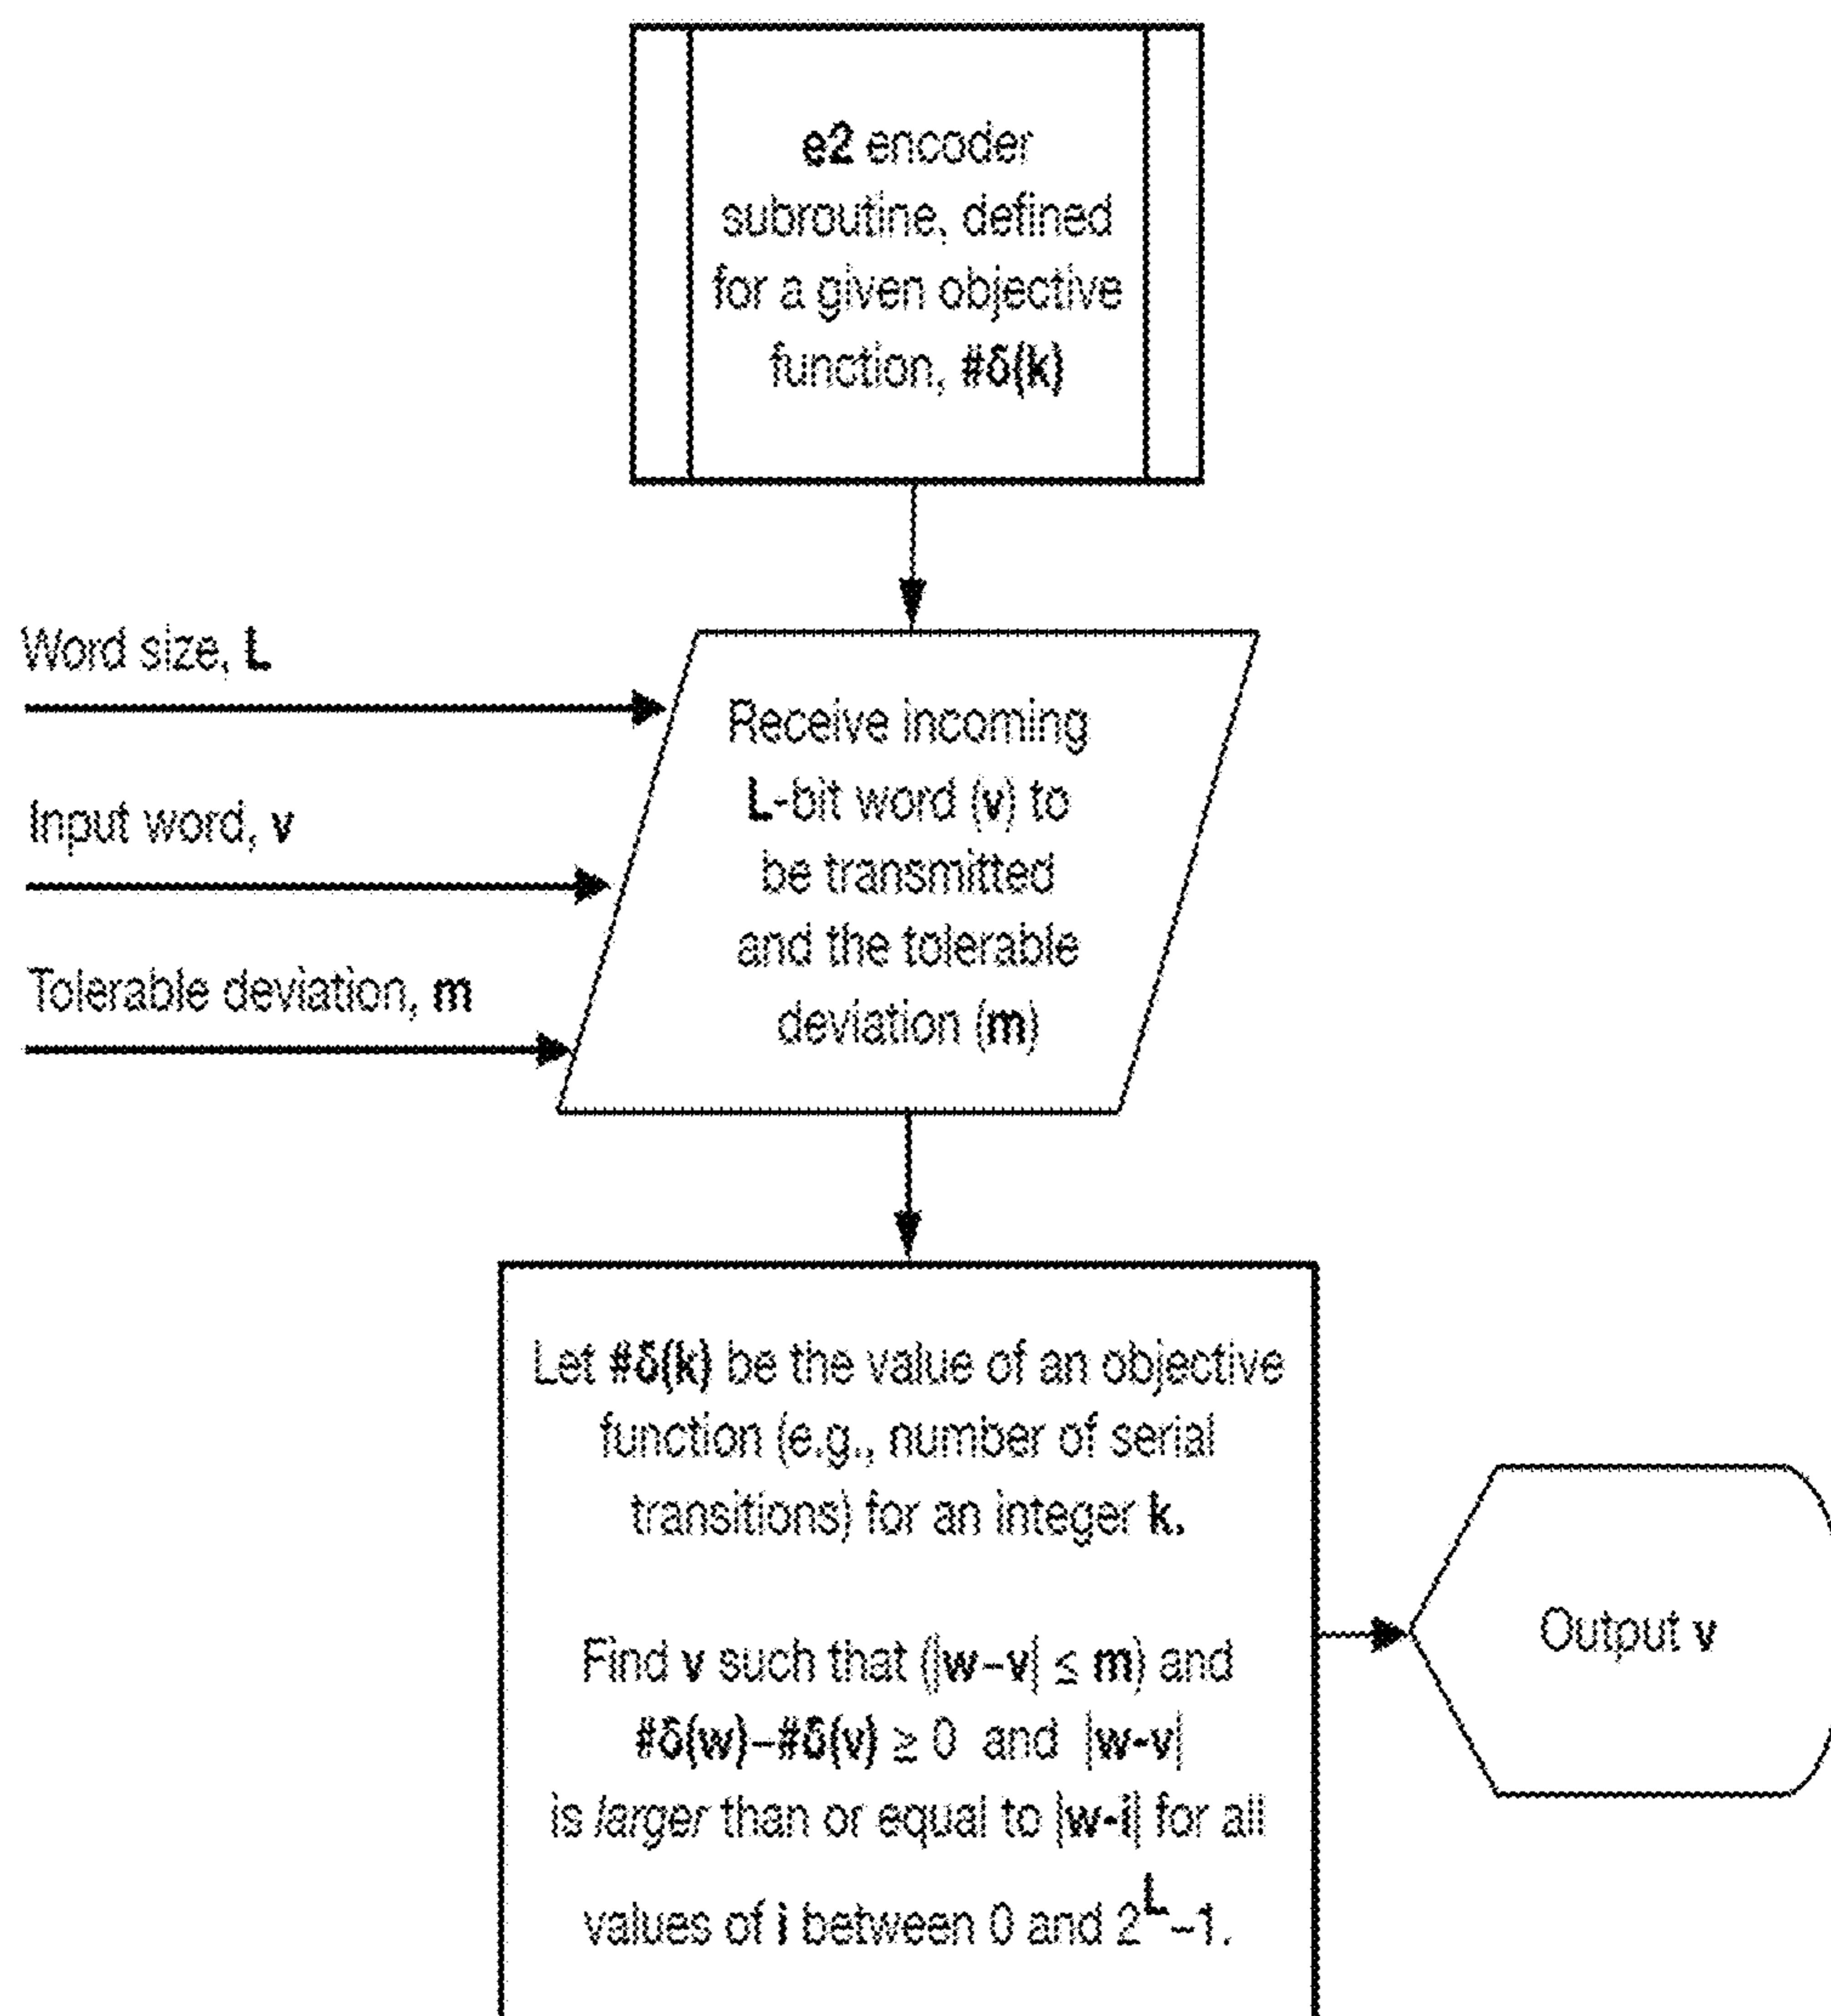 e2 encoder
subroutine, defined
for a given objective
function, #δ(k)
Word size, L
Input word, v
Tolerable deviation, m
Receive incoming
L-bit word (v) to
be transmitted
and the tolerable
deviation (m)
Let #δ(k) be the value of an objective
function (e.g., number of serial
transitions) for an integer k.
Find v such that (|w–v| ≤ m) and
#δ(w)–#δ(v) ≥ 0 and |w-v|
is larger than or equal to |w-i| for all
values of i between 0 and 2^L–1.
Output v